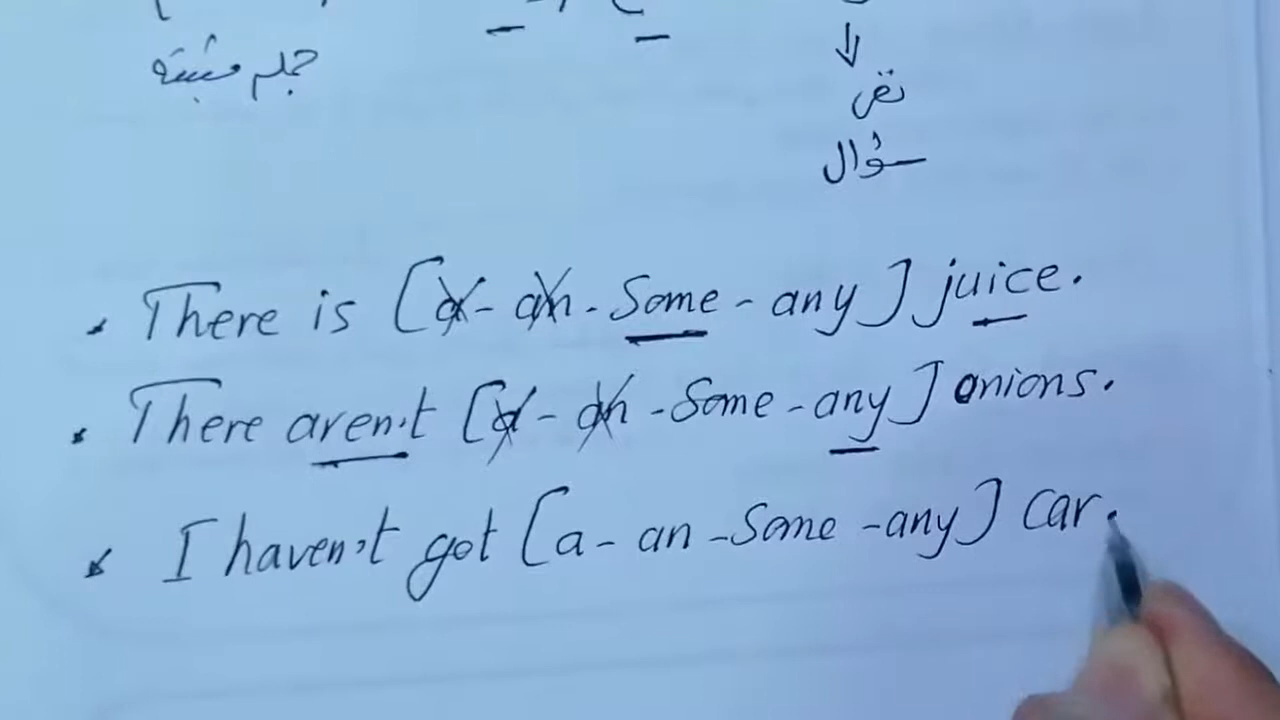 جمل مثبتة
نفى
سؤال
There is [a - an - Some - any] juice.
There aren't [a - an - Some - any] onions.
I haven't got [a - an - Some - any] Car.